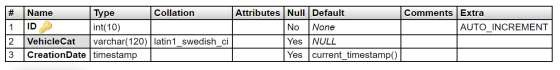 # Name Type Collation Attributes Null Default Comments Extra
1 ID int(10) No None AUTO_INCREMENT
2 VehicleCat varchar(120) latin1_swedish_ci Yes NULL
3 CreationDate timestamp Yes current_timestamp()